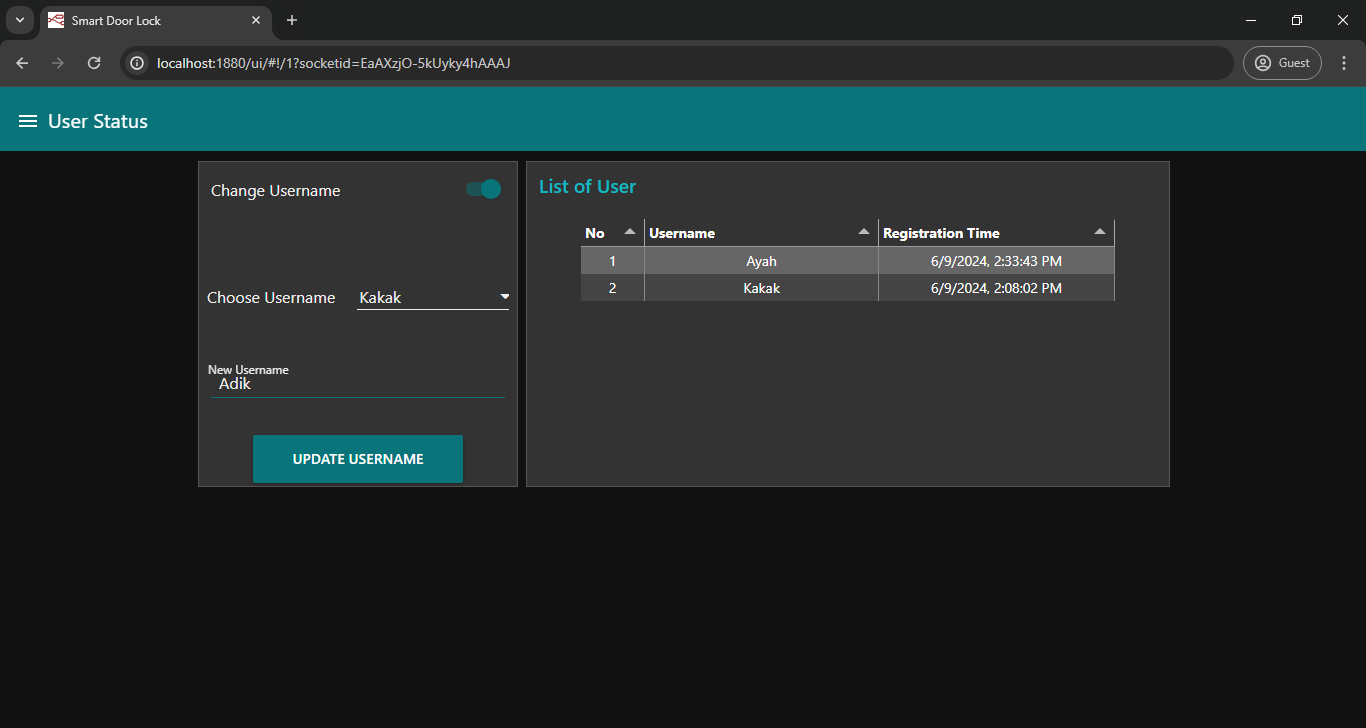 Smart Door Lock
localhost:1880/ui/#!/1?socketid=EaAXzjO-5kUyky4hAAAJ
Guest
User Status
Change Username
Choose Username Kakak
New Username
Adik
UPDATE USERNAME
List of User
No Username Registration Time
1 Ayah 6/9/2024, 2:33:43 PM
2 Kakak 6/9/2024, 2:08:02 PM